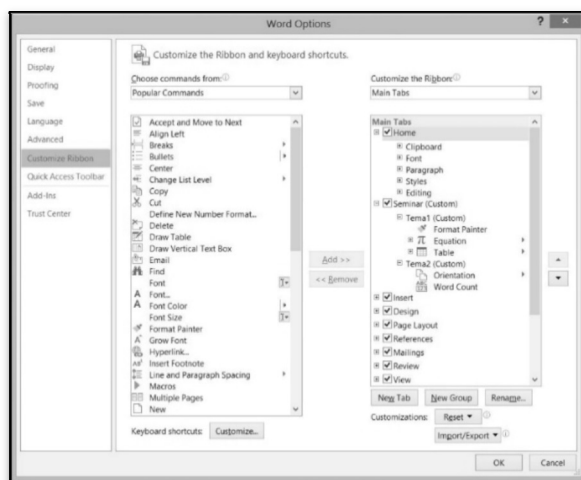 Word Options
?
General
Display
Proofing
Save
Language
Advanced
Customize Ribbon
Quick Access Toolbar
Add-Ins
Trust Center
Customize the Ribbon and keyboard shortcuts.
Choose commands from:
Popular Commands
Accept and Move to Next
Align Left
Breaks
Bullets
Center
Change List Level
Copy
Cut
Define New Number Format...
Delete
Draw Table
Draw Vertical Text Box
Email
Find
Font
Font...
Font Color
Font Size
Format Painter
Grow Font
Hyperlink...
Insert Footnote
Line and Paragraph Spacing
Macros
Multiple Pages
New
Keyboard shortcuts: Customize...
Add >>
<< Remove
Customize the Ribbon:
Main Tabs
Main Tabs
Home
Clipboard
Font
Paragraph
Styles
Editing
Seminar (Custom)
Tema1 (Custom)
Format Painter
Equation
Table
Tema2 (Custom)
Orientation
Word Count
Insert
Design
Page Layout
References
Mailings
Review
View
New Tab New Group Rename...
Customizations: Reset
Import/Export
OK Cancel